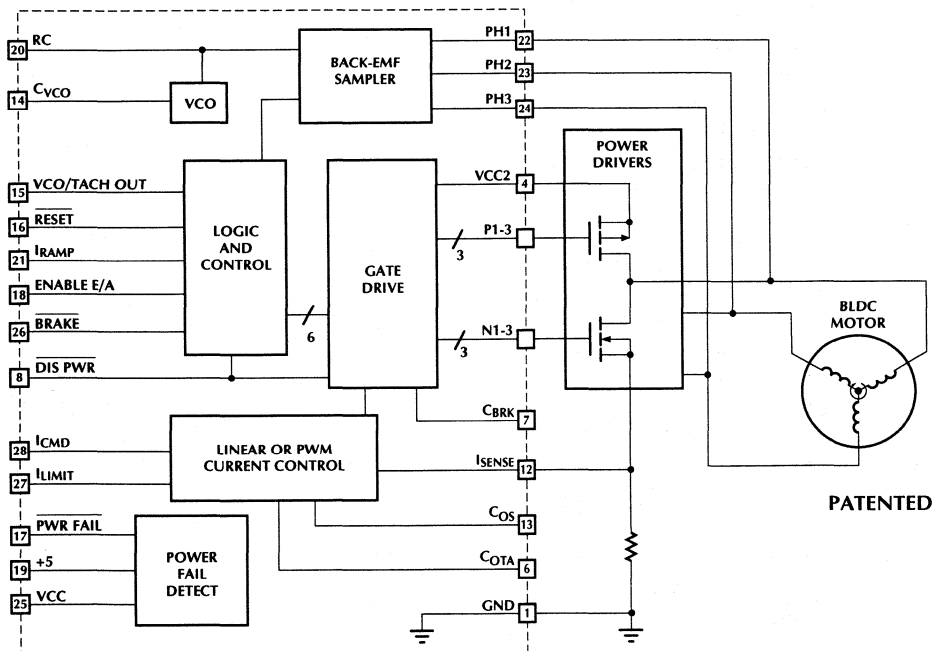 20 RC
14 CVCO
VCO
BACK-EMF
SAMPLER
PH1 22
PH2 23
PH3 24
15 VCO/TACH OUT
16 RESET
21 IRAMP
18 ENABLE E/A
26 BRAKE
8 DIS PWR
LOGIC
AND
CONTROL
6
GATE
DRIVE
VCC2 4
P1-3
3
N1-3
3
CBRK
7
POWER
DRIVERS
BLDC
MOTOR
28 ICMD
27 ILIMIT
LINEAR OR PWM
CURRENT CONTROL
ISENSE 12
COS
13
COTA
6
17 PWR FAIL
19 +5
25 VCC
POWER
FAIL
DETECT
GND 1
PATENTED